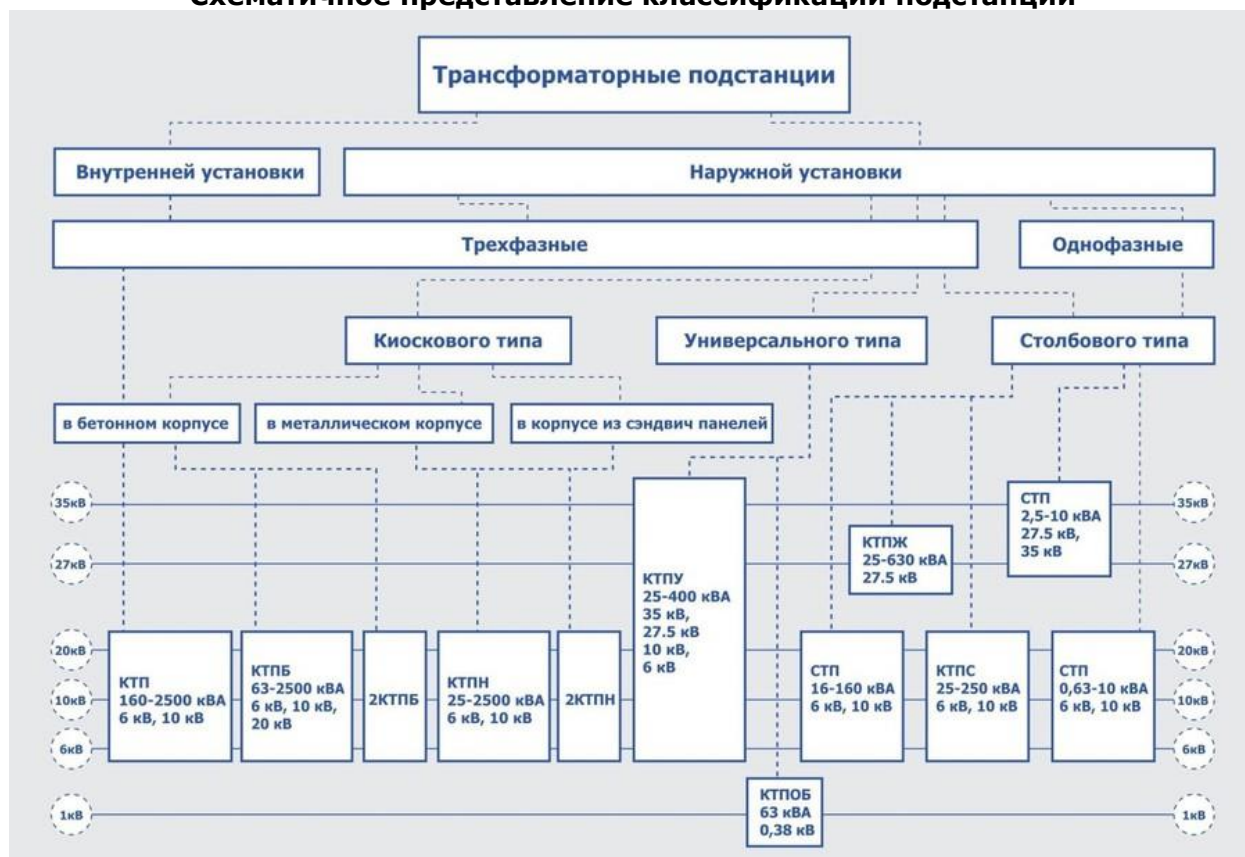 Схематичное представление классификации подстанций
Трансформаторные подстанции
Внутренней установки
Наружной установки
Трехфазные
Однофазные
Киоскового типа
Универсального типа
Столбового типа
в бетонном корпусе
в металлическом корпусе
в корпусе из сэндвич панелей
35кВ
35кВ
27кВ
27кВ
20кВ
20кВ
10кВ
10кВ
6кВ
6кВ
1кВ
1кВ
КТП
160-2500 кВА
6 кВ, 10 кВ
КТПБ
63-2500 кВА
6 кВ, 10 кВ,
20 кВ
2КТПБ
КТПН
25-2500 кВА
6 кВ, 10 кВ
2КТПН
КТПУ
25-400 кВА
35 кВ,
27.5 кВ
10 кВ,
6 кВ
КТПОБ
63 кВА
0,38 кВ
СТП
16-160 кВА
6 кВ, 10 кВ
КТПЖ
25-630 кВА
27.5 кВ
КТПС
25-250 кВА
6 кВ, 10 кВ
СТП
2,5-10 кВА
27.5 кВ,
35 кВ
СТП
0,63-10 кВА
6 кВ, 10 кВ